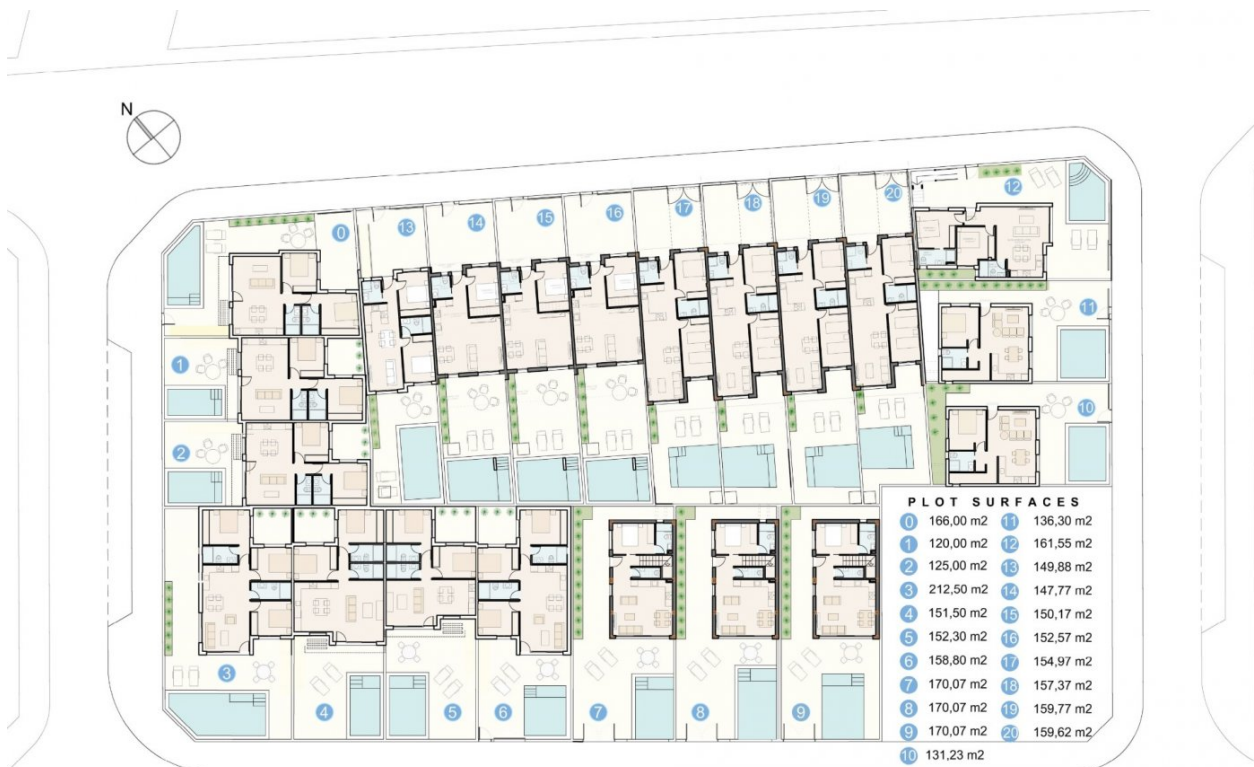 N
0
13
14
15
16
17
18
19
20
12
11
10
1
2
3
4
5
6
7
8
9
PLOT SURFACES
0 166,00 m2 11 136,30 m2
1 120,00 m2 12 161,55 m2
2 125,00 m2 13 149,88 m2
3 212,50 m2 14 147,77 m2
4 151,50 m2 15 150,17 m2
5 152,30 m2 16 152,57 m2
6 158,80 m2 17 154,97 m2
7 170,07 m2 18 157,37 m2
8 170,07 m2 19 159,77 m2
9 170,07 m2 20 159,62 m2
10 131,23 m2